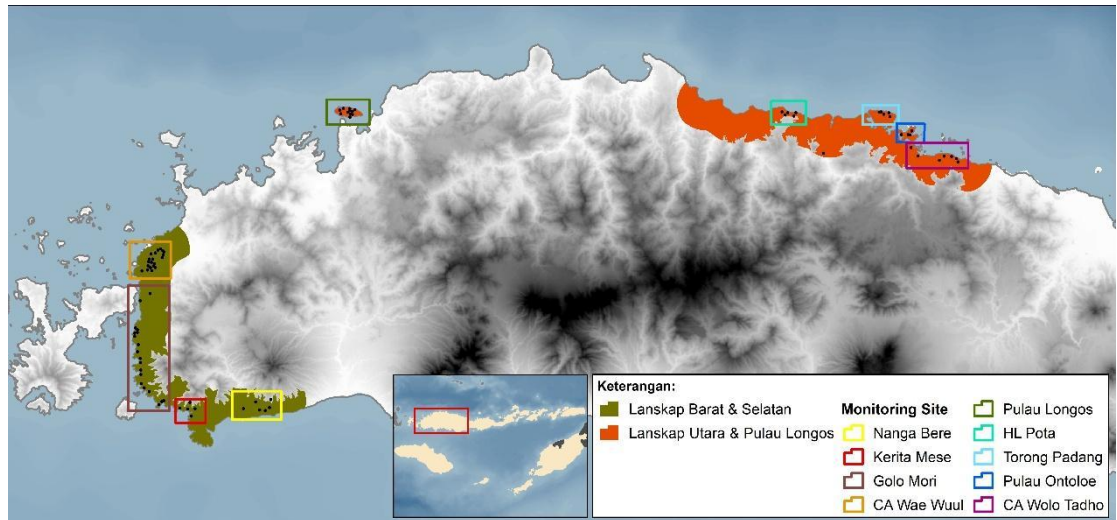 Keterangan:
Lanskap Barat & Selatan
Lanskap Utara & Pulau Longos
Monitoring Site
Nanga Bere
Kerita Mese
Golo Mori
CA Wae Wuul
Pulau Longos
HL Pota
Torong Padang
Pulau Ontoloe
CA Wolo Tadho